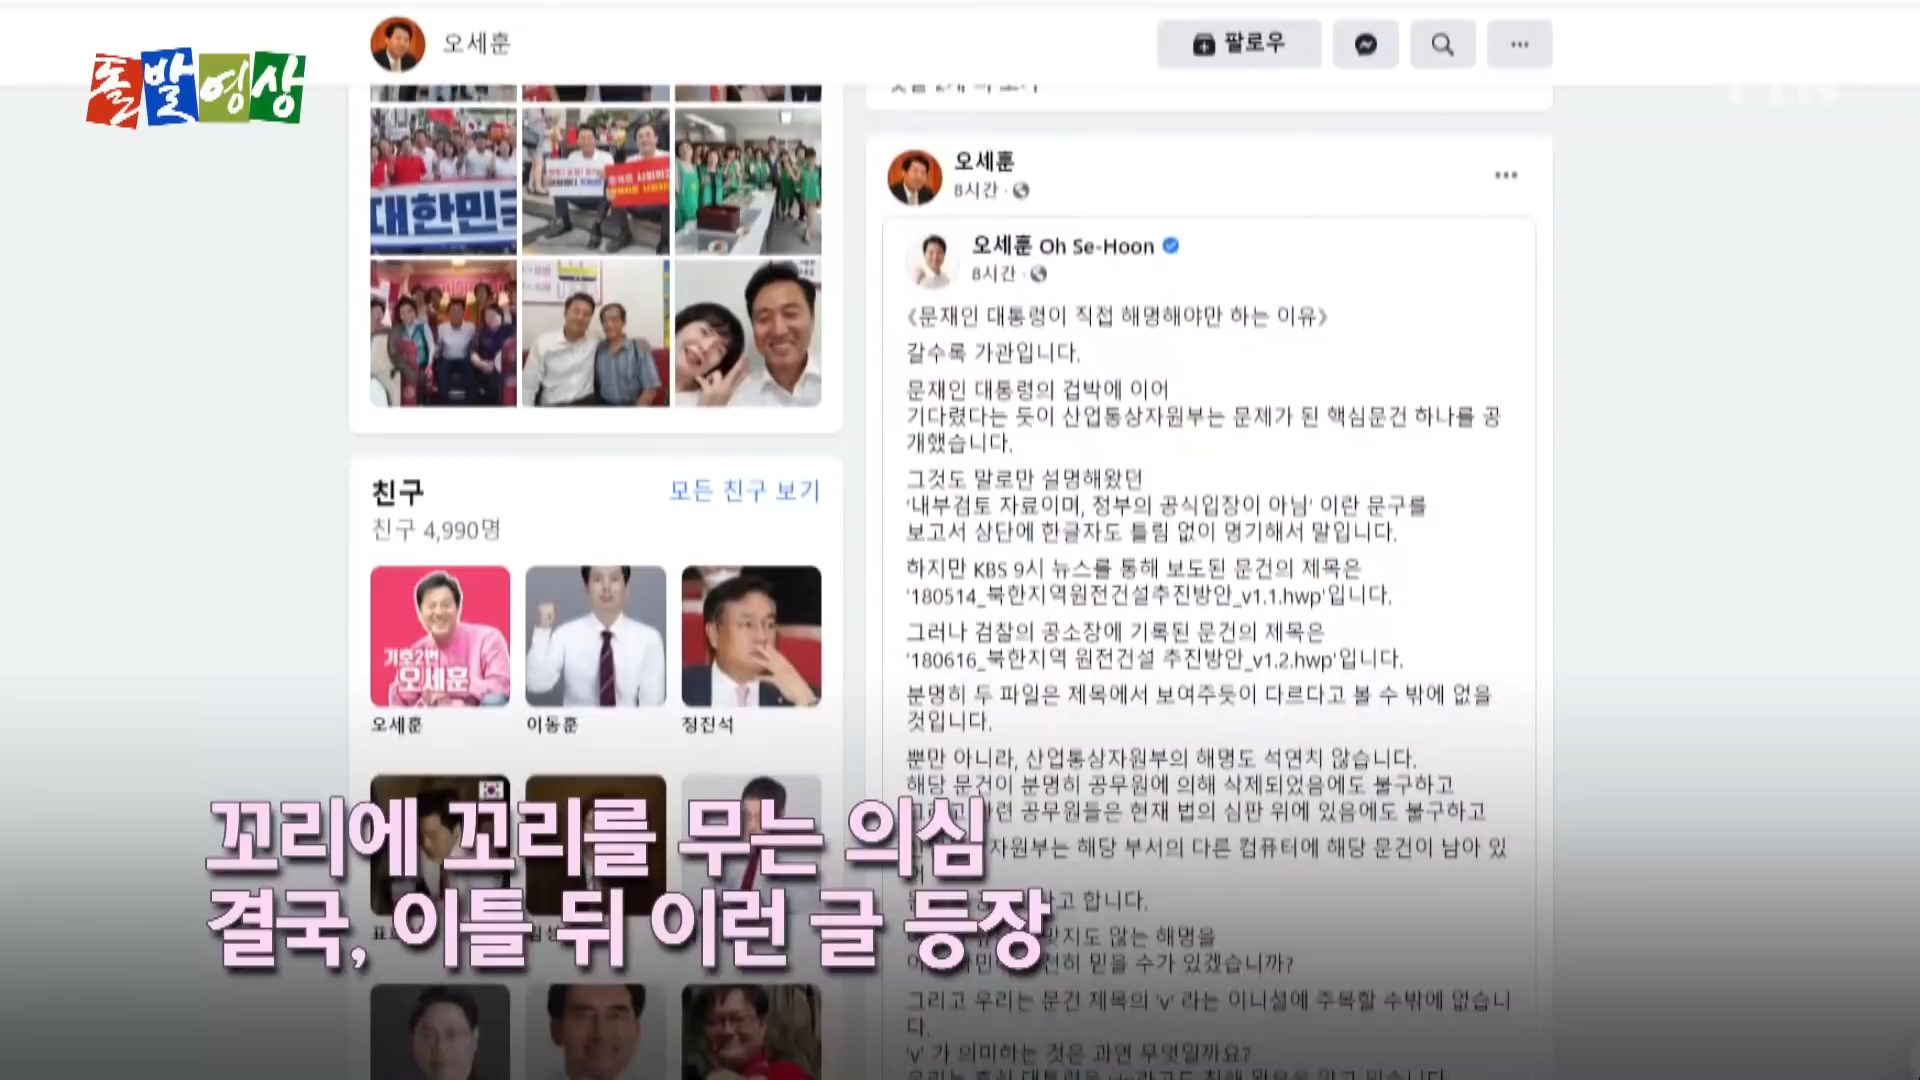 돌발영상
오세훈
팔로우
YTN
대한민국
오세훈
8시간
오세훈 Oh Se-Hoon
8시간
《문재인 대통령이 직접 해명해야만 하는 이유》
갈수록 가관입니다.
문재인 대통령의 겁박에 이어
기다렸다는 듯이 산업통상자원부는 문제가 된 핵심문건 하나를 공
개했습니다.
그것도 말로만 설명해왔던
'내부검토 자료이며, 정부의 공식입장이 아님' 이란 문구를
보고서 상단에 한글자도 틀림 없이 명기해서 말입니다.
하지만 KBS 9시 뉴스를 통해 보도된 문건의 제목은
'180514_북한지역원전건설추진방안_v1.1.hwp'입니다.
그러나 검찰의 공소장에 기록된 문건의 제목은
'180616_북한지역 원전건설 추진방안_v1.2.hwp'입니다.
분명히 두 파일은 제목에서 보여주듯이 다르다고 볼 수 밖에 없을
것입니다.
뿐만 아니라, 산업통상자원부의 해명도 석연치 않습니다.
해당 문건이 분명히 공무원에 의해 삭제되었음에도 불구하고
공무원들은 현재 법의 심판 위에 있음에도 불구하고
자원부는 해당 부서의 다른 컴퓨터에 해당 문건이 남아 있
고 합니다.
맞지도 않는 해명을
믿을 수가 있겠습니까?
그리고 우리는 문건 제목의 'v' 라는 이니셜에 주목할 수밖에 없습니
다.
'v' 가 의미하는 것은 과연 무엇일까요?
친구
모든 친구 보기
친구 4,990명
기호2번
오세훈
오세훈
이동훈
정진석
꼬리에 꼬리를 무는 의심
결국, 이틀 뒤 이런 글 등장